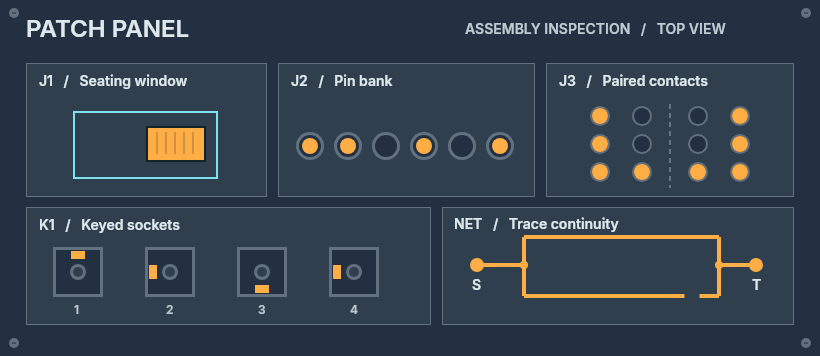 PATCH PANEL
ASSEMBLY INSPECTION / TOP VIEW
J1 / Seating window
J2 / Pin bank
J3 / Paired contacts
K1 / Keyed sockets
1 2 3 4
NET / Trace continuity
S T